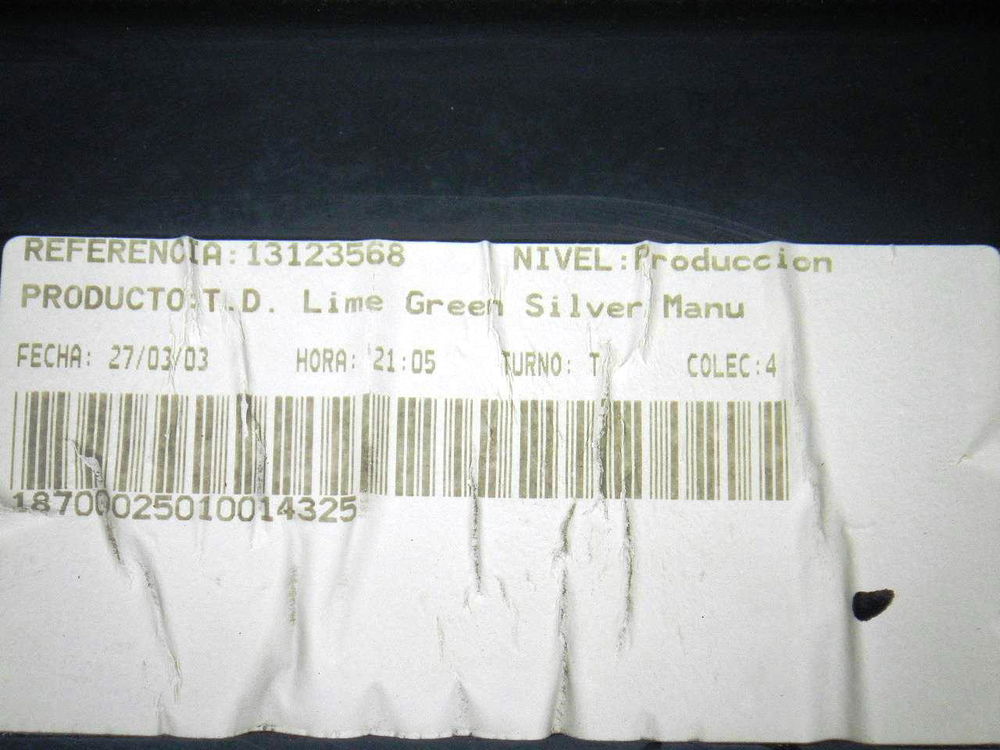 REFERENCIA:13123568 NIVEL:Produccion
PRODUCTO:T.D. Lime Green Silver Manu
FECHA: 27/03/03 HORA: 21:05 TURNO: T COLEC:4
18700025010014325